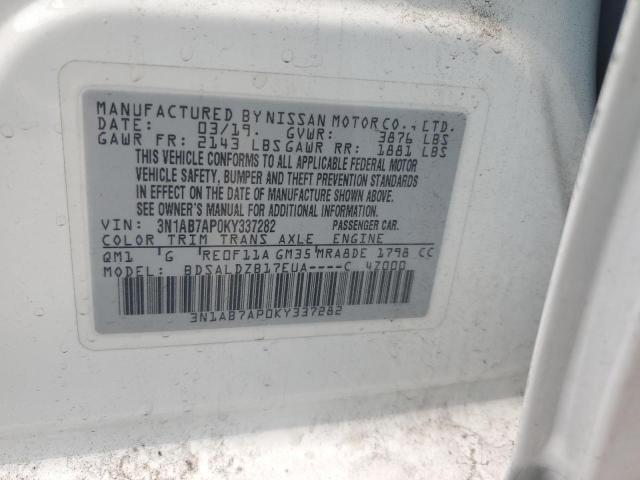 MANUFACTURED BY NISSAN MOTOR CO., LTD.
DATE: 03/19. GVWR: 3876 LBS
GAWR FR: 2143 LBS GAWR RR: 1881 LBS
THIS VEHICLE CONFORMS TO ALL APPLICABLE FEDERAL MOTOR
VEHICLE SAFETY, BUMPER AND THEFT PREVENTION STANDARDS
IN EFFECT ON THE DATE OF MANUFACTURE SHOWN ABOVE.
SEE OWNER'S MANUAL FOR ADDITIONAL INFORMATION.
VIN: 3N1AB7AP0KY337282 PASSENGER CAR.
COLOR TRIM TRANS AXLE ENGINE
QM1 G RE0F11A GM35 MRA8DE 1798 CC
MODEL: BDSALDZB17EUA----C 4Z000
3N1AB7AP0KY337282